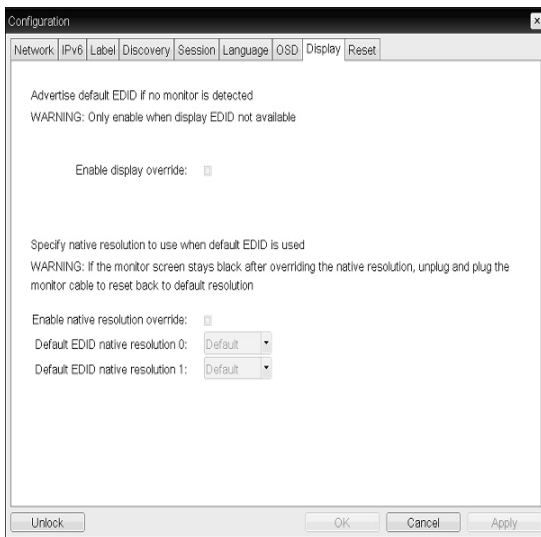 Configuration
x
Network IPv6 Label Discovery Session Language OSD Display Reset
Advertise default EDID if no monitor is detected
WARNING: Only enable when display EDID not available
Enable display override:
Specify native resolution to use when default EDID is used
WARNING: If the monitor screen stays black after overriding the native resolution, unplug and plug the
monitor cable to reset back to default resolution
Enable native resolution override:
Default EDID native resolution 0: Default
Default EDID native resolution 1: Default
Unlock OK Cancel Apply